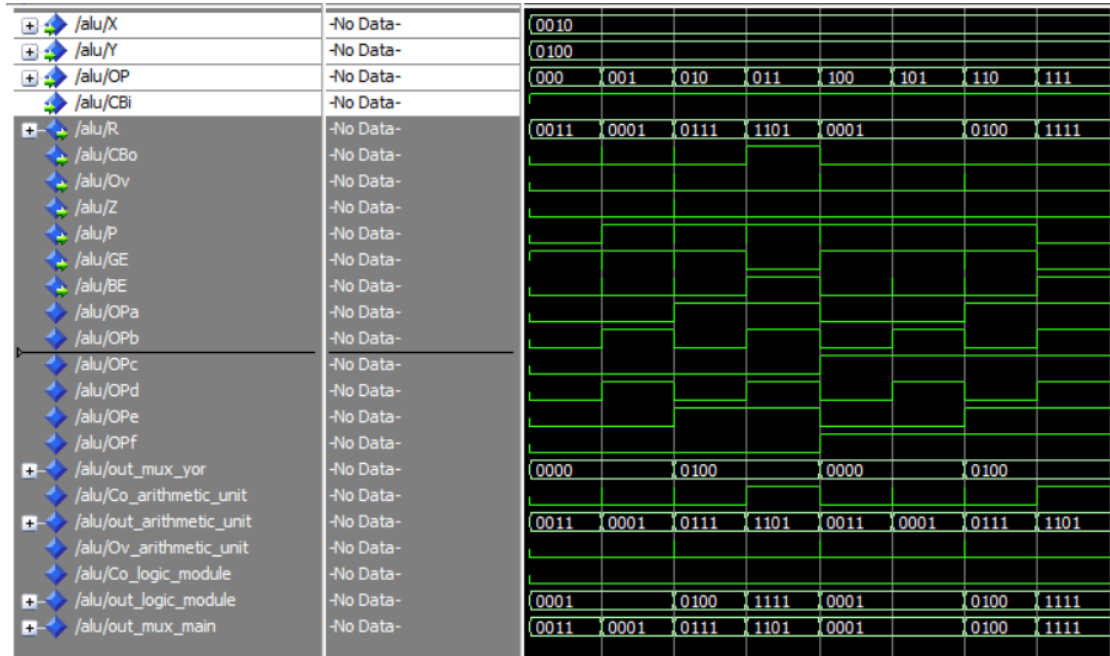 /alu/X -No Data- 0010
/alu/Y -No Data- 0100
/alu/OP -No Data- 000 001 010 011 100 101 110 111
/alu/CBi -No Data-
/alu/R -No Data- 0011 0001 0111 1101 0001 0100 1111
/alu/CBo -No Data-
/alu/Ov -No Data-
/alu/Z -No Data-
/alu/P -No Data-
/alu/GE -No Data-
/alu/BE -No Data-
/alu/OPa -No Data-
/alu/OPb -No Data-
/alu/OPc -No Data-
/alu/OPd -No Data-
/alu/OPe -No Data-
/alu/OPf -No Data-
/alu/out_mux_yor -No Data- 0000 0100 0000 0100
/alu/Co_arithmetic_unit -No Data-
/alu/out_arithmetic_unit -No Data- 0011 0001 0111 1101 0011 0001 0111 1101
/alu/Ov_arithmetic_unit -No Data-
/alu/Co_logic_module -No Data-
/alu/out_logic_module -No Data- 0001 0100 1111 0001 0100 1111
/alu/out_mux_main -No Data- 0011 0001 0111 1101 0001 0100 1111